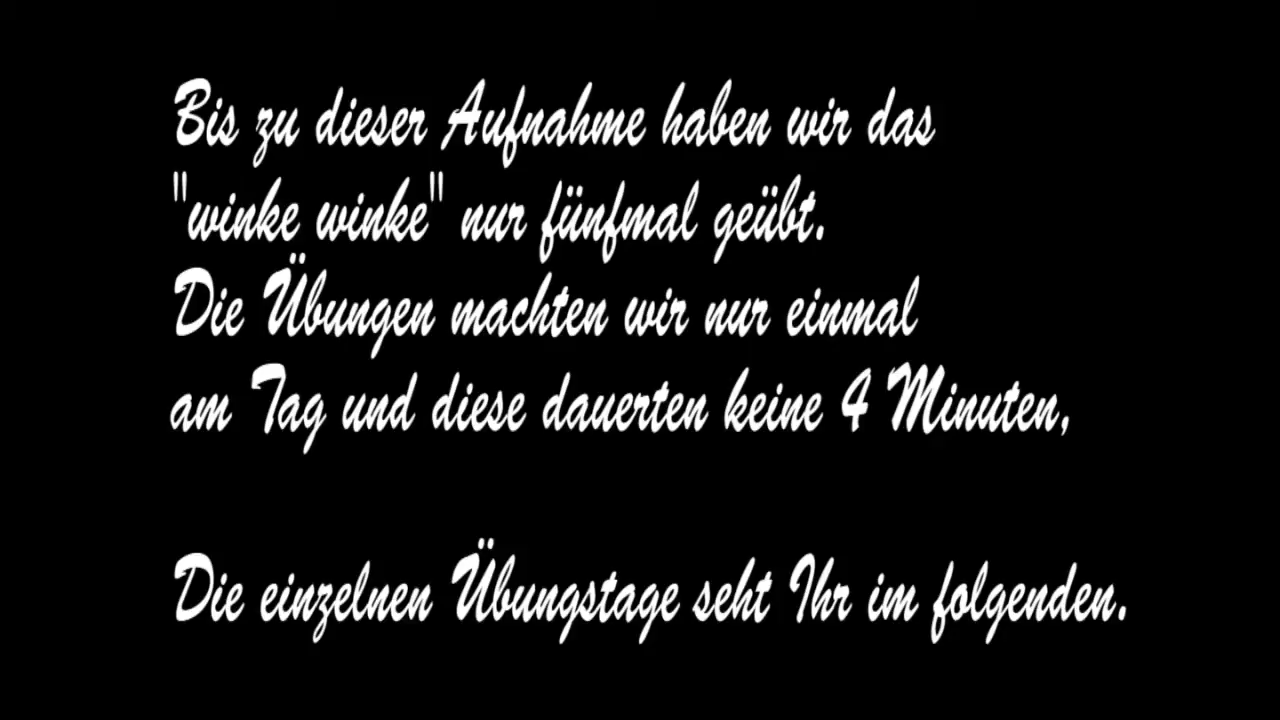 Bis zu dieser Aufnahme haben wir das
"winke winke" nur fünfmal geübt.
Die Übungen machten wir nur einmal
am Tag und diese dauerten keine 4 Minuten,
Die einzelnen Übungstage seht Ihr im folgenden.